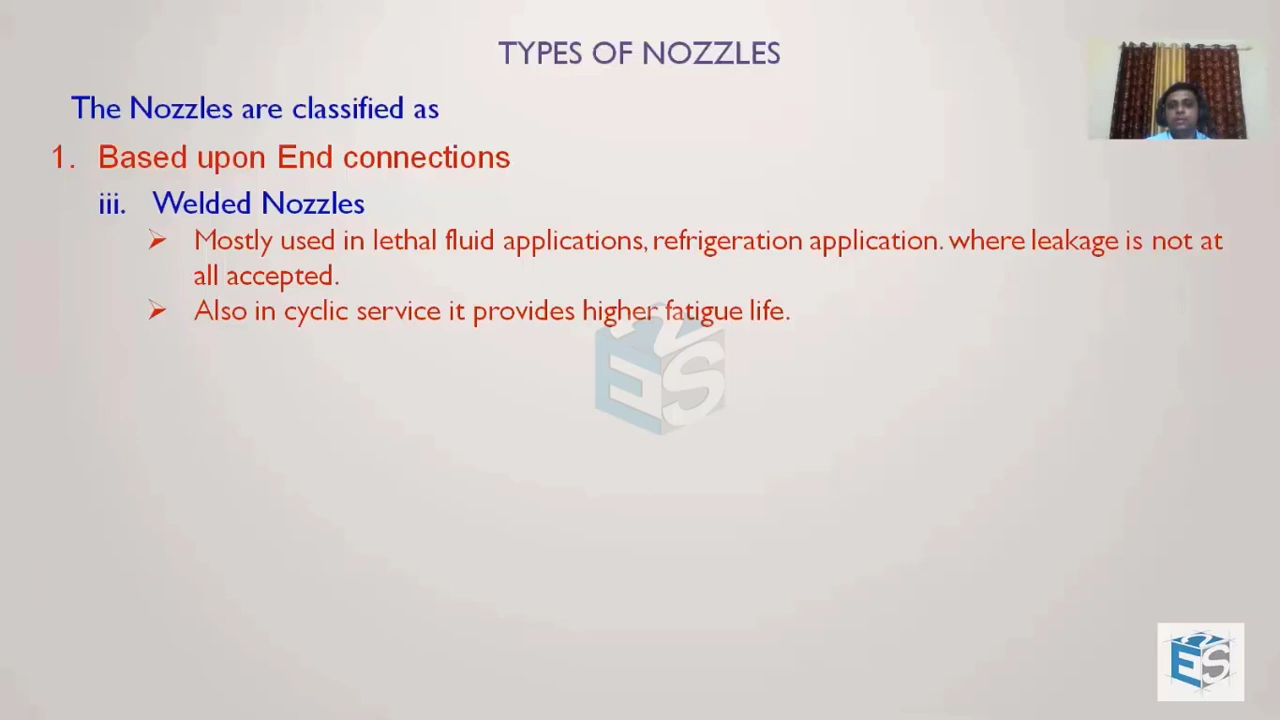 TYPES OF NOZZLES
The Nozzles are classified as
1. Based upon End connections
iii. Welded Nozzles
➢ Mostly used in lethal fluid applications, refrigeration application. where leakage is not at
all accepted.
➢ Also in cyclic service it provides higher fatigue life.
E2S
E2S